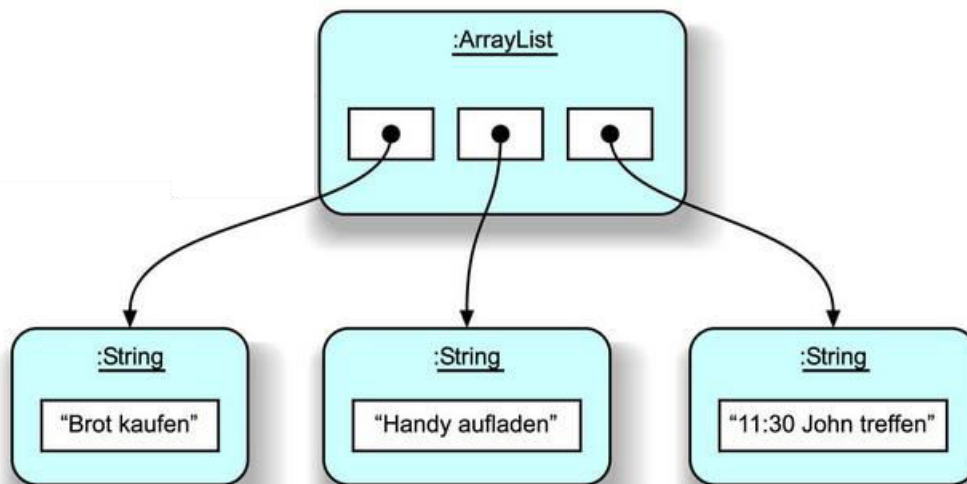 :ArrayList
:String
“Brot kaufen”
:String
“Handy aufladen”
:String
“11:30 John treffen”